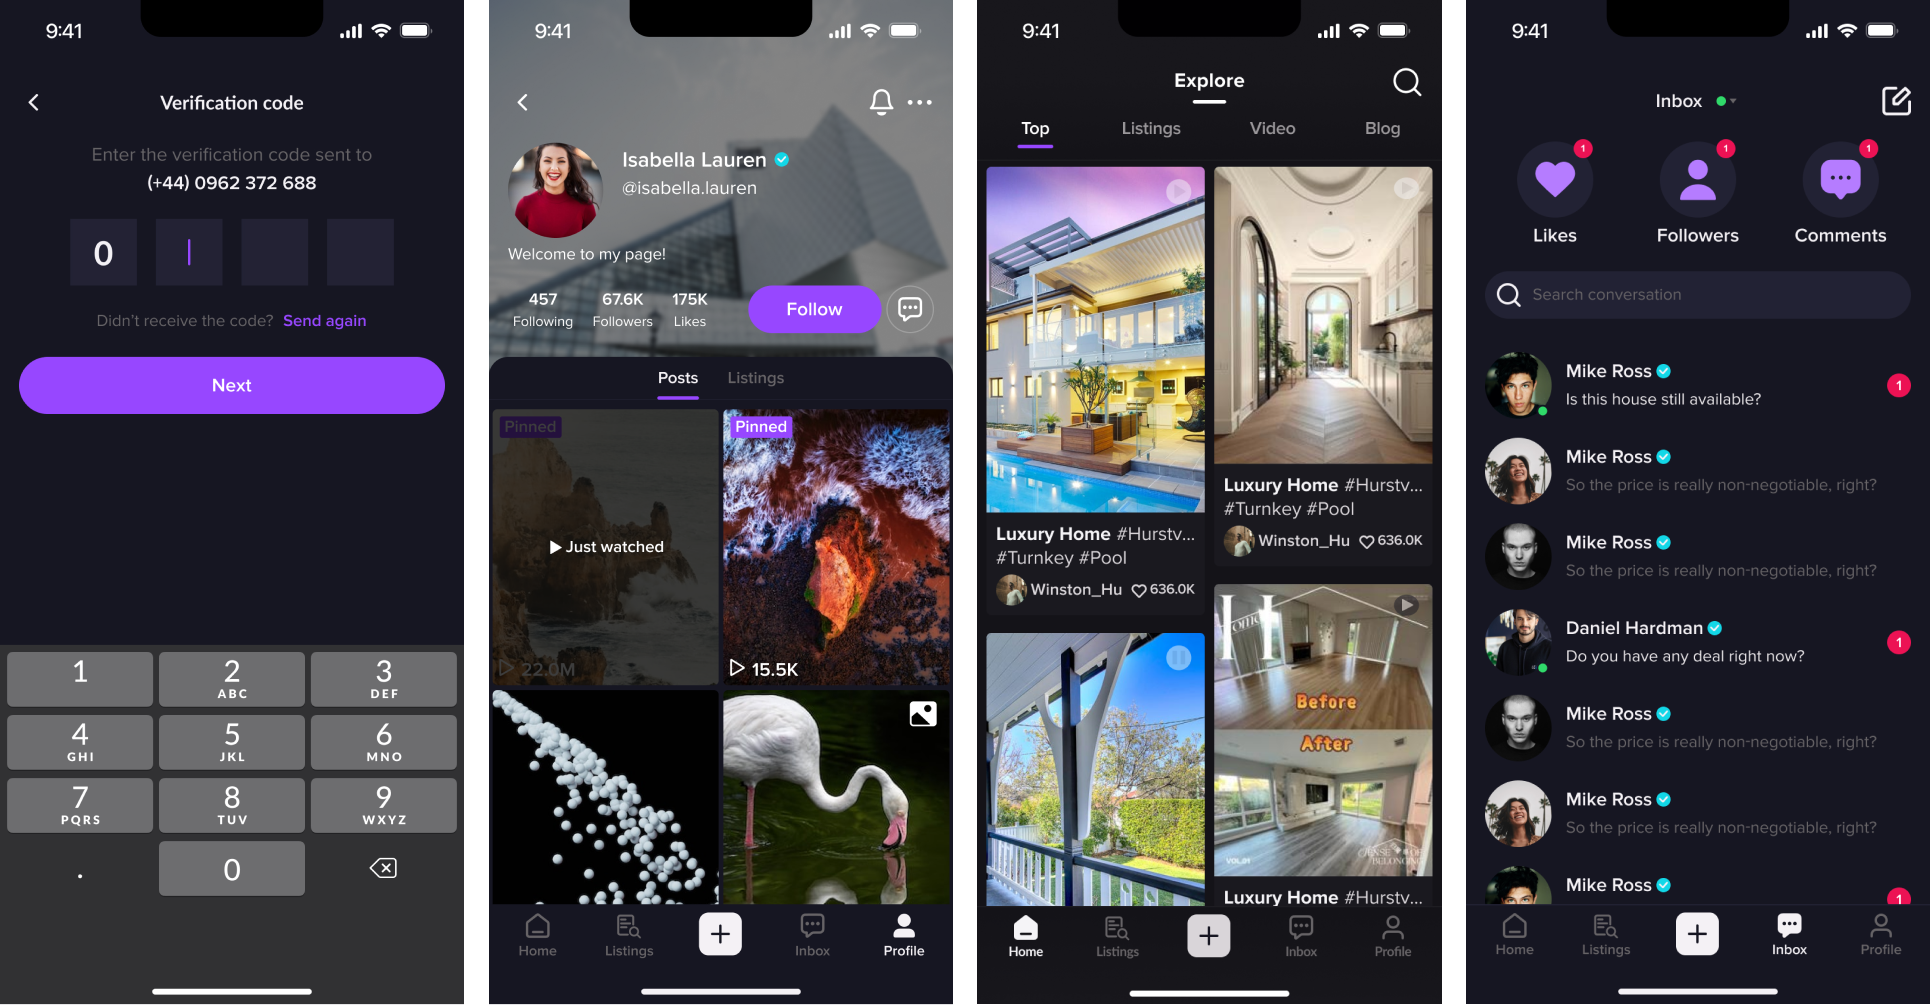 9:41
Verification code
Enter the verification code sent to
(+44) 0962 372 688
0
Didn't receive the code? Send again
Next
1
2
ABC
3
DEF
4
GHI
5
JKL
6
MNO
7
PQRS
8
TUV
9
WXYZ
.
0
9:41
Isabella Lauren
@isabella.lauren
Welcome to my page!
457
Following
67.6K
Followers
175K
Likes
Follow
Posts
Listings
Pinned
Just watched
22.0M
Pinned
15.5K
Home
Listings
Inbox
Profile
9:41
Explore
Top
Listings
Video
Blog
Luxury Home #Hurstv...
#Turnkey #Pool
Winston_Hu
636.0K
Luxury Home #Hurstv...
#Turnkey #Pool
Winston_Hu
636.0K
Before
After
VOL.01
BELONGING
Luxury Home #Hurstv...
Home
Listings
Inbox
Profile
9:41
Inbox
1
Likes
1
Followers
1
Comments
Search conversation
Mike Ross
Is this house still available?
1
Mike Ross
So the price is really non-negotiable, right?
Mike Ross
So the price is really non-negotiable, right?
Daniel Hardman
Do you have any deal right now?
1
Mike Ross
So the price is really non-negotiable, right?
Mike Ross
So the price is really non-negotiable, right?
Mike Ross
1
Home
Listings
Inbox
Profile